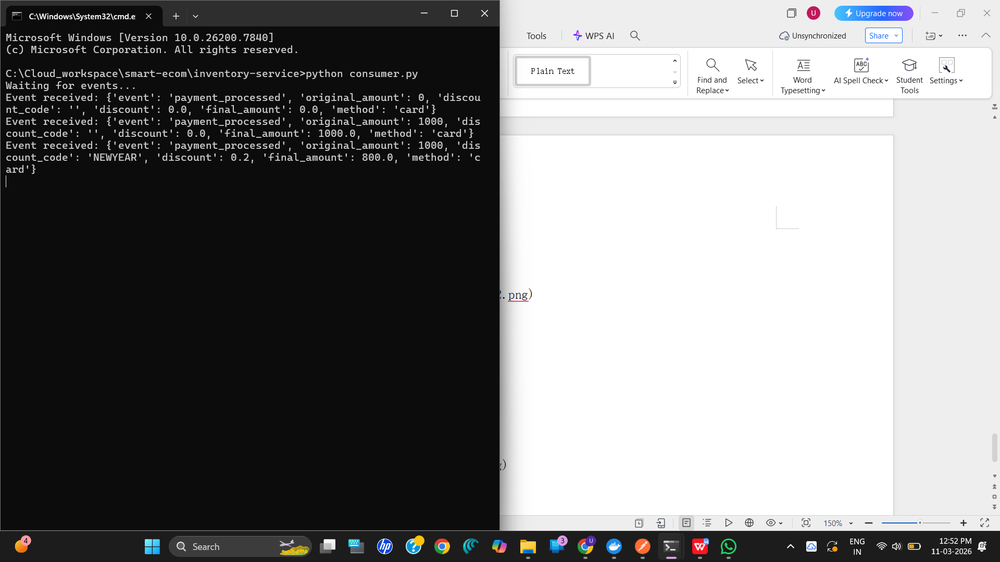 C:\Windows\System32\cmd.e
Microsoft Windows [Version 10.0.26200.7840]
(c) Microsoft Corporation. All rights reserved.
C:\Cloud_workspace\smart-ecom\inventory-service>python consumer.py
Waiting for events...
Event received: {'event': 'payment_processed', 'original_amount': 0, 'discou
nt_code': '', 'discount': 0.0, 'final_amount': 0.0, 'method': 'card'}
Event received: {'event': 'payment_processed', 'original_amount': 1000, 'dis
count_code': '', 'discount': 0.0, 'final_amount': 1000.0, 'method': 'card'}
Event received: {'event': 'payment_processed', 'original_amount': 1000, 'dis
count_code': 'NEWYEAR', 'discount': 0.2, 'final_amount': 800.0, 'method': 'c
ard'}
U
Upgrade now
Tools
WPS AI
Unsynchronized
Share
Plain Text
Find and
Replace
Select
Word
Typesetting
ABC
AI Spell Check
Student
Tools
Settings
2.png)
g)
150%
4
Search
hp
3
U
W
ENG
IN
12:52 PM
11-03-2026